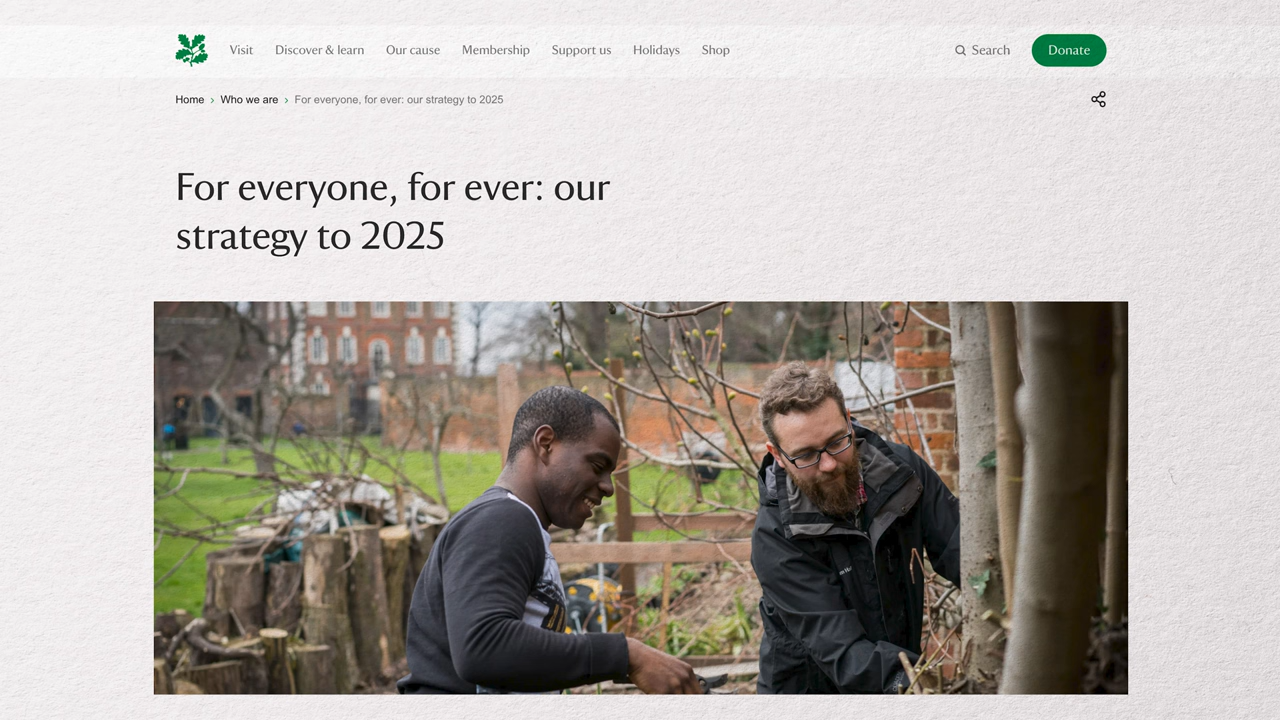 Visit Discover & learn Our cause Membership Support us Holidays Shop Search Donate
Home > Who we are > For everyone, for ever: our strategy to 2025
For everyone, for ever: our
strategy to 2025